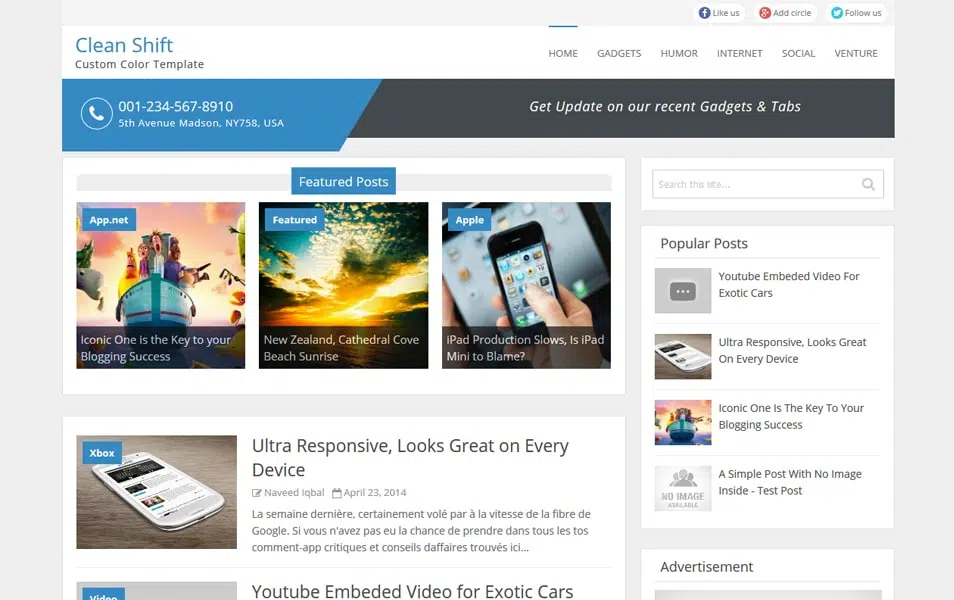 Like us
Add circle
Follow us
Clean Shift
Custom Color Template
HOME
GADGETS
HUMOR
INTERNET
SOCIAL
VENTURE
001-234-567-8910
5th Avenue Madson, NY758, USA
Get Update on our recent Gadgets & Tabs
Featured Posts
App.net
Iconic One is the Key to your
Blogging Success
Featured
New Zealand, Cathedral Cove
Beach Sunrise
Apple
iPad Production Slows, Is iPad
Mini to Blame?
Xbox
Ultra Responsive, Looks Great on Every
Device
Naveed Iqbal
April 23, 2014
La semaine dernière, certainement volé par à la vitesse de la fibre de
Google. Si vous n'avez pas eu la chance de prendre dans tous les tos
comment-app critiques et conseils daffaires trouvés ici...
Video
Youtube Embeded Video for Exotic Cars
Search this site...
Popular Posts
Youtube Embeded Video For
Exotic Cars
Ultra Responsive, Looks Great
On Every Device
Iconic One Is The Key To Your
Blogging Success
NO IMAGE
AVAILABLE
A Simple Post With No Image
Inside - Test Post
Advertisement